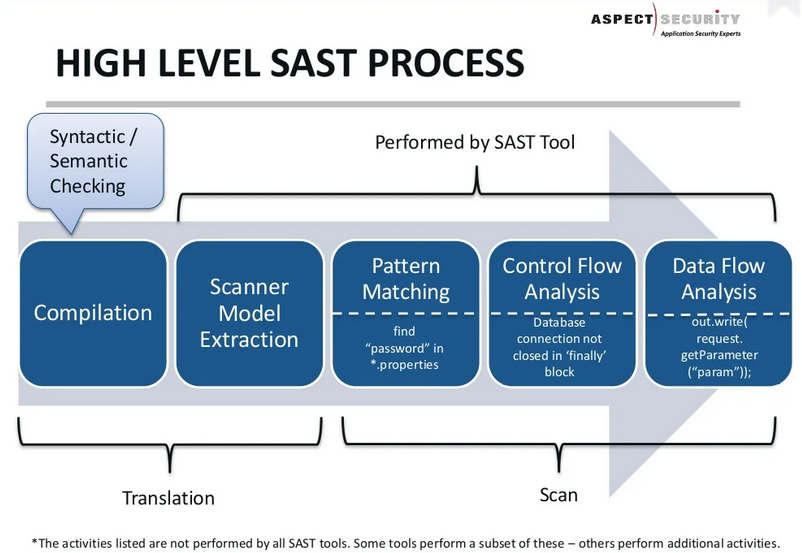 ASPECT SECURITY
Application Security Experts
HIGH LEVEL SAST PROCESS
Syntactic /
Semantic
Checking
Performed by SAST Tool
Compilation
Scanner
Model
Extraction
Pattern
Matching
find
“password” in
*.properties
Control Flow
Analysis
Database
connection not
closed in ‘finally’
block
Data Flow
Analysis
out.write(
request.
getParameter
(“param”));
Translation
Scan
*The activities listed are not performed by all SAST tools. Some tools perform a subset of these – others perform additional activities.